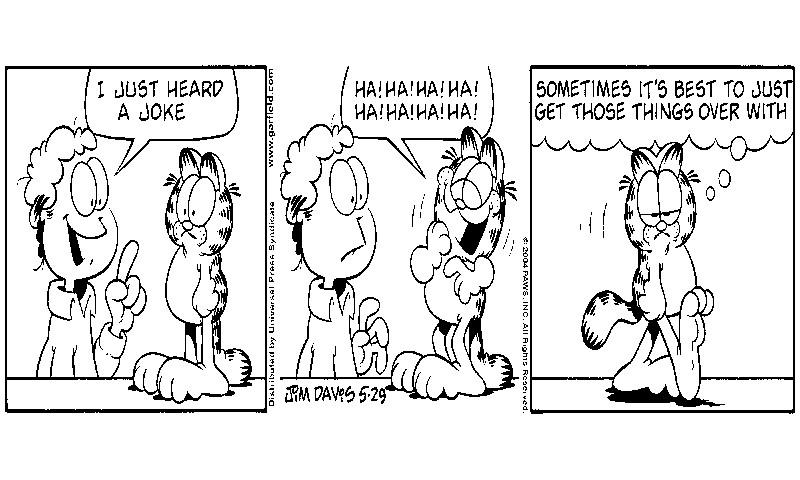 I JUST HEARD
A JOKE
www.garfield.com
Distributed by Universal Press Syndicate
HA!HA!HA!HA!
HA!HA!HA!HA!
JIM DAVIS 5·29
© 2004 PAWS, INC. All Rights Reserved.
SOMETIMES IT'S BEST TO JUST
GET THOSE THINGS OVER WITH